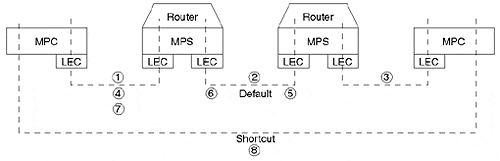 Router Router
MPC MPS MPS MPC
LEC LEC LEC LEC LEC LEC
① ② ③
④ ⑥ Default ⑤
⑦
Shortcut
⑧